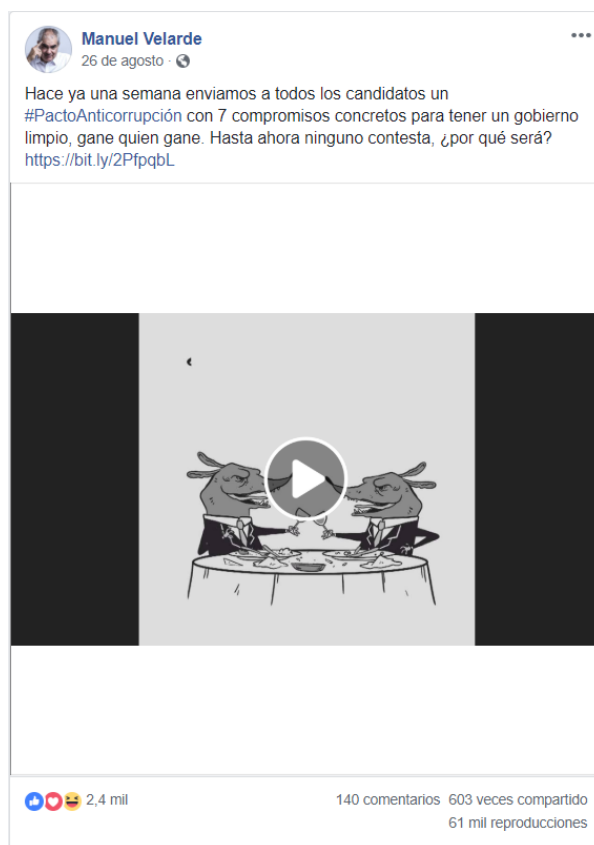 Manuel Velarde
26 de agosto ·
Hace ya una semana enviamos a todos los candidatos un
#PactoAnticorrupción con 7 compromisos concretos para tener un gobierno
limpio, gane quien gane. Hasta ahora ninguno contesta, ¿por qué será?
https://bit.ly/2PfpqbL
2,4 mil
140 comentarios 603 veces compartido
61 mil reproducciones